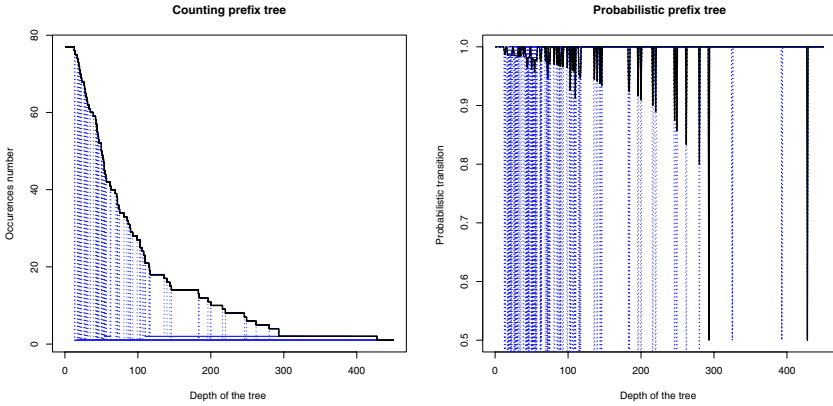 Counting prefix tree
Occurences number
80
60
40
20
0
0 100 200 300 400
Depth of the tree
Probabilistic prefix tree
Probabilistic transition
1.0
0.9
0.8
0.7
0.6
0.5
0 100 200 300 400
Depth of the tree